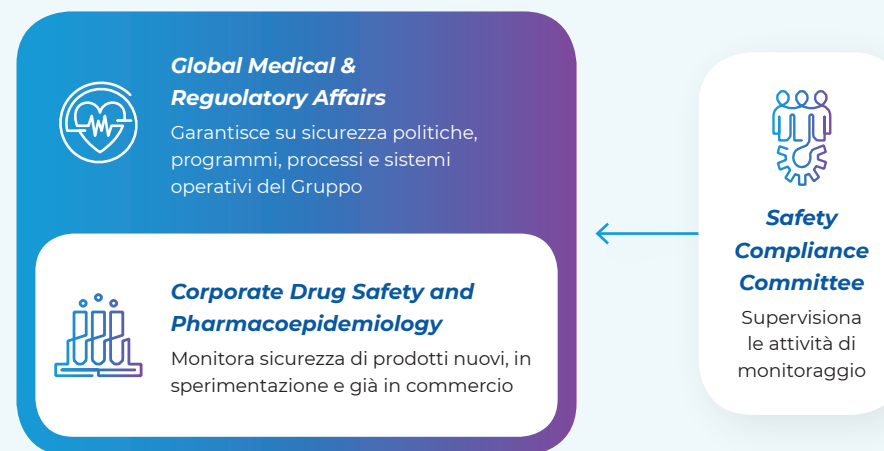 Global Medical &
Reguolatory Affairs
Garantisce su sicurezza politiche,
programmi, processi e sistemi
operativi del Gruppo
Corporate Drug Safety and
Pharmacoepidemiology
Monitora sicurezza di prodotti nuovi, in
sperimentazione e già in commercio
Safety
Compliance
Committee
Supervisiona
le attività di
monitoraggio